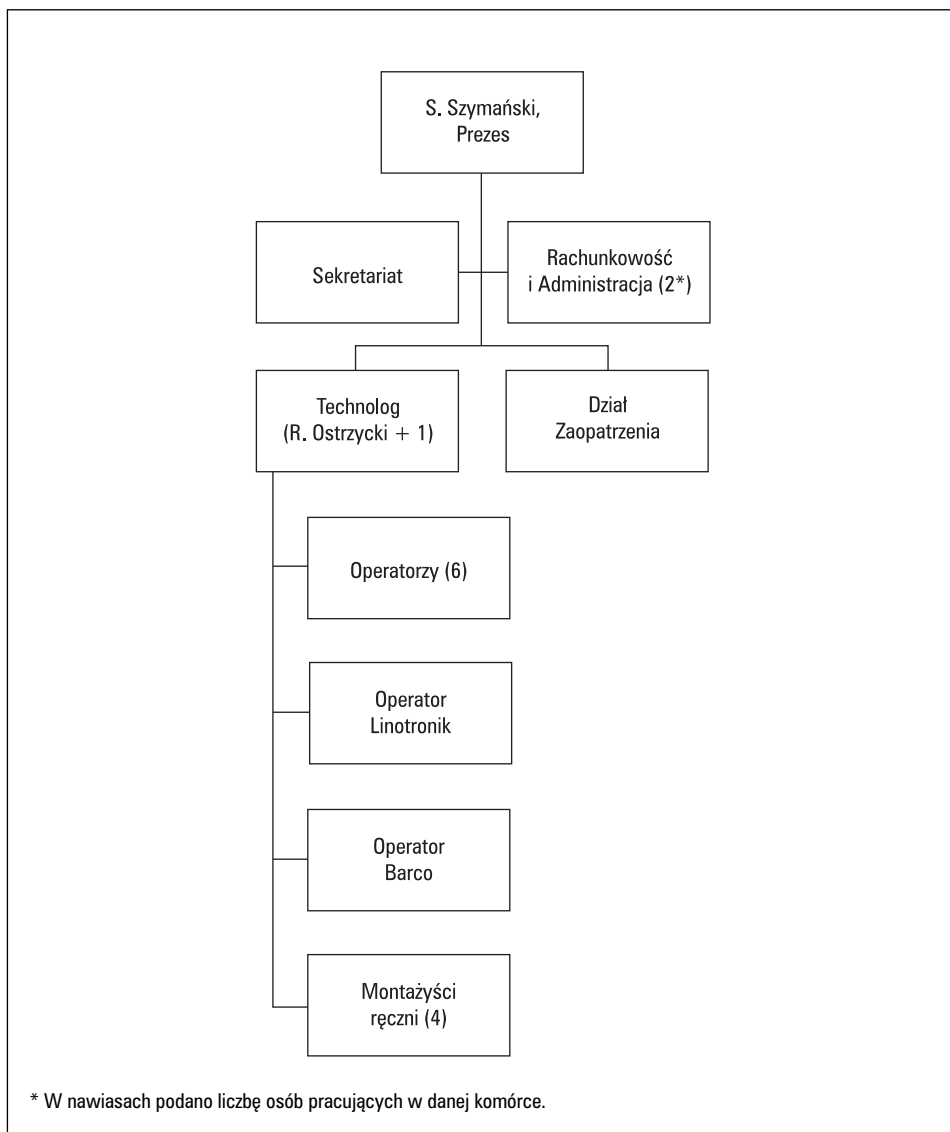 S. Szymański,
Prezes
Sekretariat
Rachunkowość
i Administracja (2*)
Technolog
(R. Ostrzycki + 1)
Dział
Zaopatrzenia
Operatorzy (6)
Operator
Linotronik
Operator
Barco
Montażyści
ręczni (4)
* W nawiasach podano liczbę osób pracujących w danej komórce.